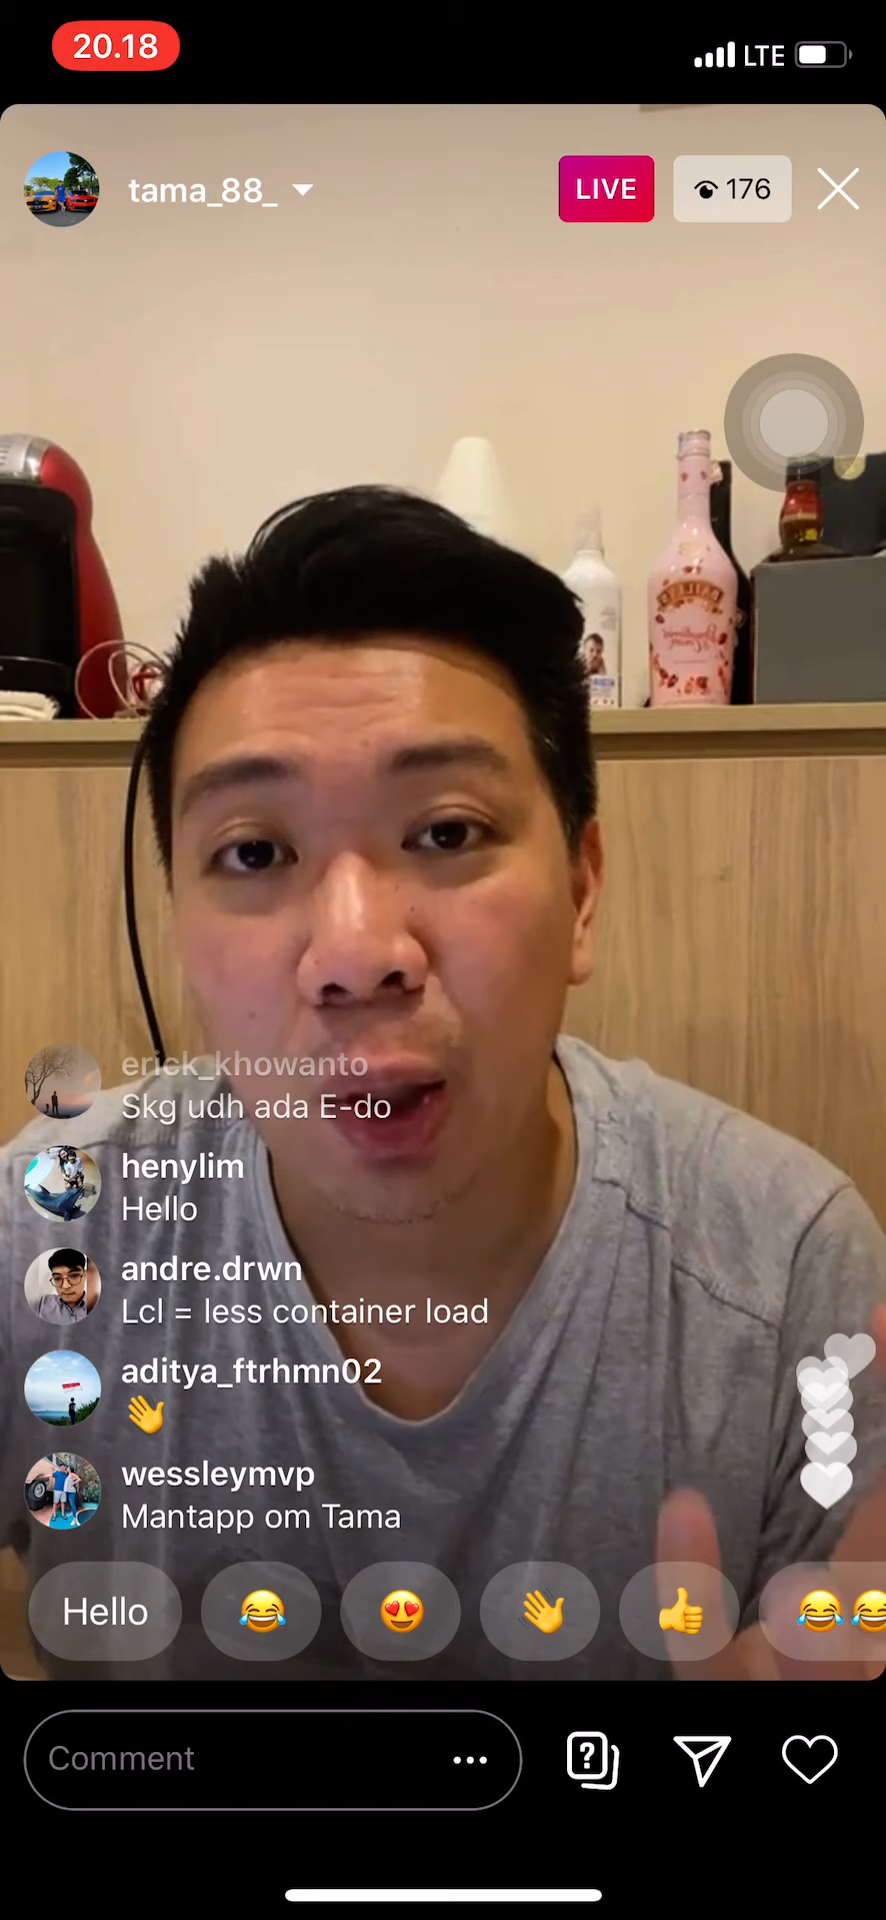 20.18
LTE
tama_88_
LIVE
176
BAILEYS
erick_khowanto
Skg udh ada E-do
henylim
Hello
andre.drwn
Lcl = less container load
aditya_ftrhmn02
wessleymvp
Mantapp om Tama
Hello
Comment